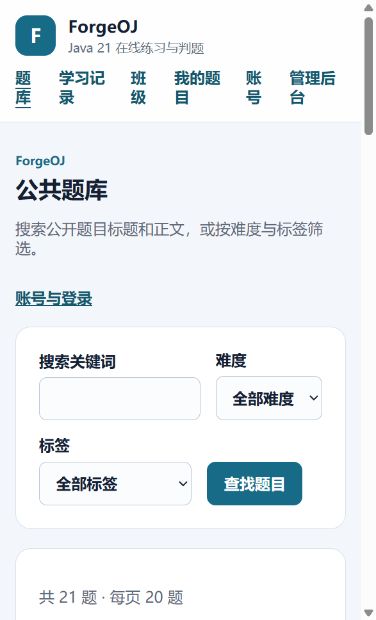 F
ForgeOJ
Java 21 在线练习与判题
题库
学习记录
班级
我的题目
账号
管理后台
ForgeOJ
公共题库
搜索公开题目标题和正文，或按难度与标签筛
选。
账号与登录
搜索关键词
难度
全部难度
标签
全部标签
查找题目
共 21 题 · 每页 20 题